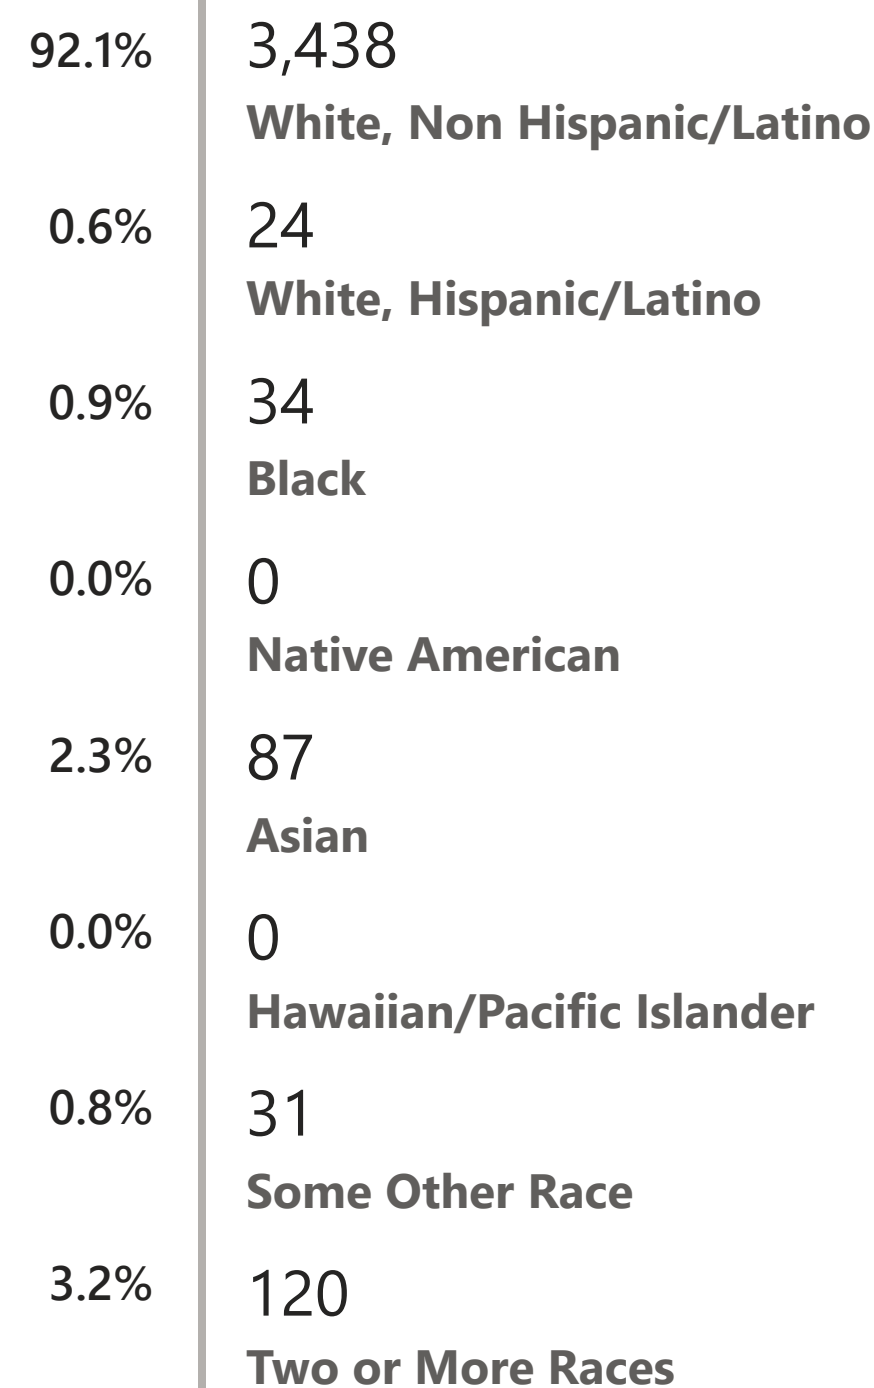 92.1% 3,438
White, Non Hispanic/Latino
0.6% 24
White, Hispanic/Latino
0.9% 34
Black
0.0% 0
Native American
2.3% 87
Asian
0.0% 0
Hawaiian/Pacific Islander
0.8% 31
Some Other Race
3.2% 120
Two or More Races